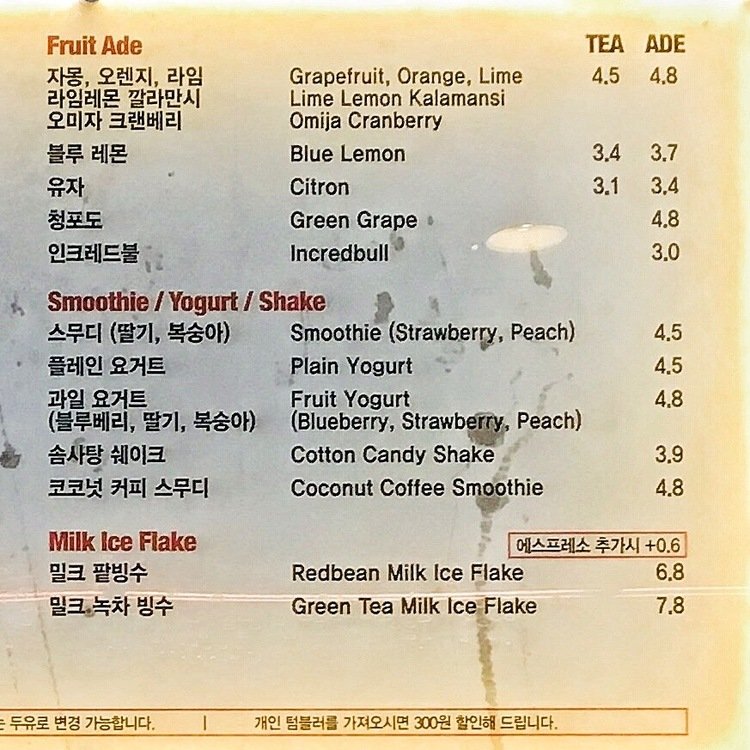 Fruit Ade TEA ADE
자몽, 오렌지, 라임 Grapefruit, Orange, Lime 4.5 4.8
라임레몬 깔라만시 Lime Lemon Kalamansi
오미자 크랜베리 Omija Cranberry
블루 레몬 Blue Lemon 3.4 3.7
유자 Citron 3.1 3.4
청포도 Green Grape 4.8
인크레드불 Incredbull 3.0
Smoothie / Yogurt / Shake
스무디 (딸기, 복숭아) Smoothie (Strawberry, Peach) 4.5
플레인 요거트 Plain Yogurt 4.5
과일 요거트 Fruit Yogurt 4.8
(블루베리, 딸기, 복숭아) (Blueberry, Strawberry, Peach)
솜사탕 쉐이크 Cotton Candy Shake 3.9
코코넛 커피 스무디 Coconut Coffee Smoothie 4.8
Milk Ice Flake 에스프레소 추가시 +0.6
밀크 팥빙수 Redbean Milk Ice Flake 6.8
밀크 녹차 빙수 Green Tea Milk Ice Flake 7.8
두유로 변경 가능합니다. | 개인 텀블러를 가져오시면 300원 할인해 드립니다.